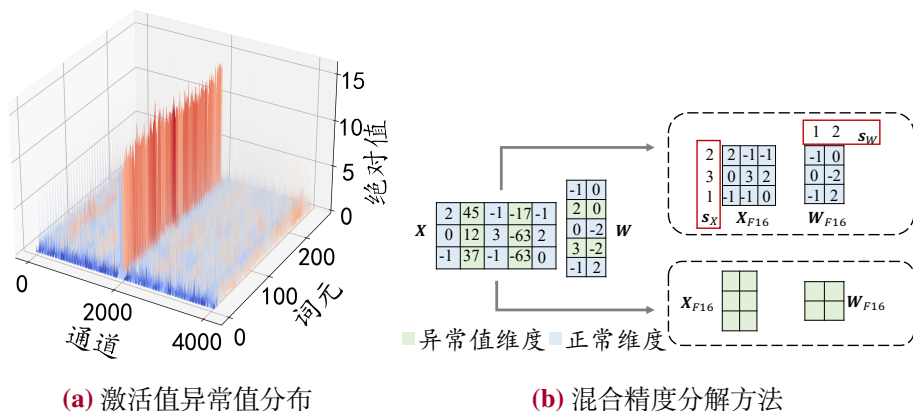 15
10
5
0
绝对值
0
2000
4000
通道
0
100
200
词元
(a) 激活值异常值分布
X
2 45 -1 -17 -1
0 12 3 -63 2
-1 37 -1 -63 0
-1 0
2 0
0 -2
3 -2
-1 2
W
2
3
1
s_X
2 -1 -1
0 3 2
-1 -1 0
X_F16
1 2 s_W
-1 0
0 -2
-1 2
W_F16
X_F16
W_F16
异常值维度 正常维度
(b) 混合精度分解方法